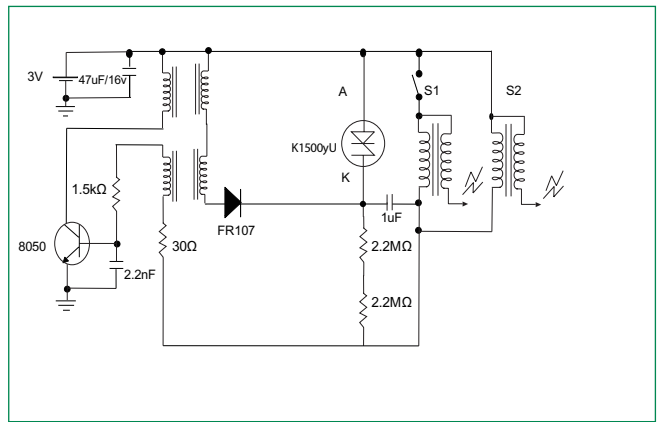 3V
47uF/16v
A
S1
S2
K1500yU
K
1.5kΩ
1uF
FR107
8050
30Ω
2.2MΩ
2.2nF
2.2MΩ